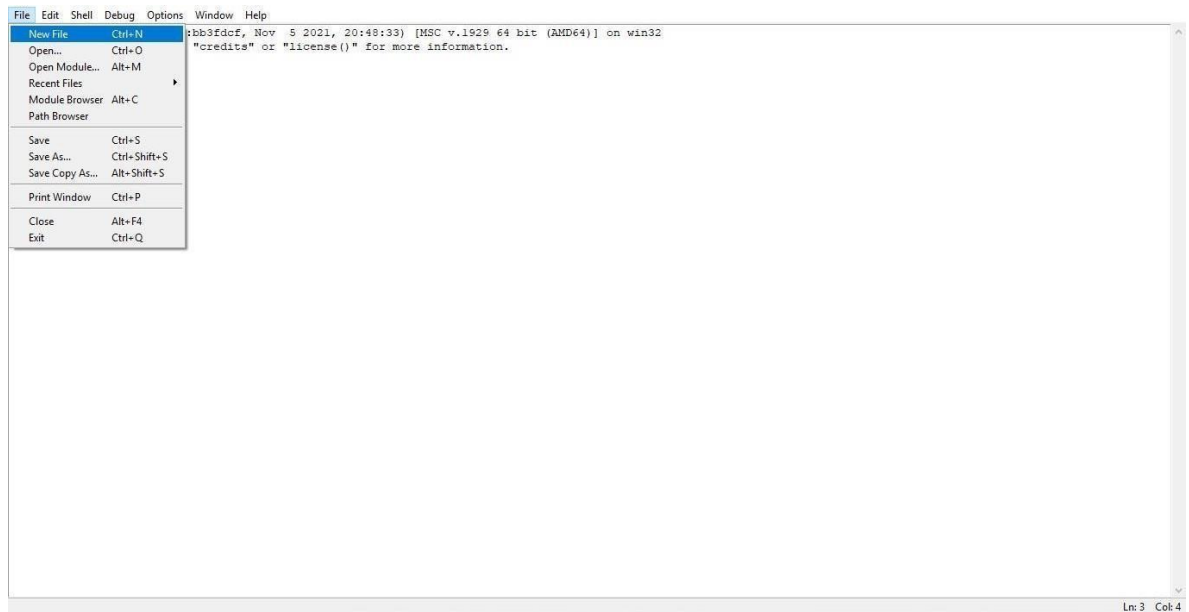 File Edit Shell Debug Options Window Help
New File Ctrl+N
:bb3fdcf, Nov 5 2021, 20:48:33) [MSC v.1929 64 bit (AMD64)] on win32
Open... Ctrl+O
"credits" or "license()" for more information.
Open Module... Alt+M
Recent Files
Module Browser Alt+C
Path Browser
Save Ctrl+S
Save As... Ctrl+Shift+S
Save Copy As... Alt+Shift+S
Print Window Ctrl+P
Close Alt+F4
Exit Ctrl+Q
Ln: 3 Col: 4